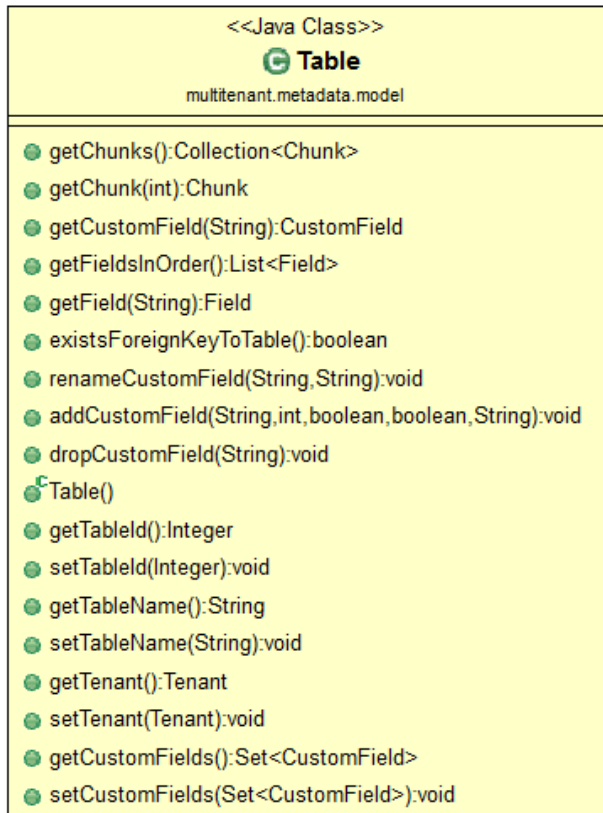 <<Java Class>>
C Table
multitenant.metadata.model
getChunks():Collection<Chunk>
getChunk(int):Chunk
getCustomField(String):CustomField
getFieldsInOrder():List<Field>
getField(String):Field
existsForeignKeyToTable():boolean
renameCustomField(String,String):void
addCustomField(String,int,boolean,boolean,String):void
dropCustomField(String):void
C Table()
getTableId():Integer
setTableId(Integer):void
getTableName():String
setTableName(String):void
getTenant():Tenant
setTenant(Tenant):void
getCustomFields():Set<CustomField>
setCustomFields(Set<CustomField>):void